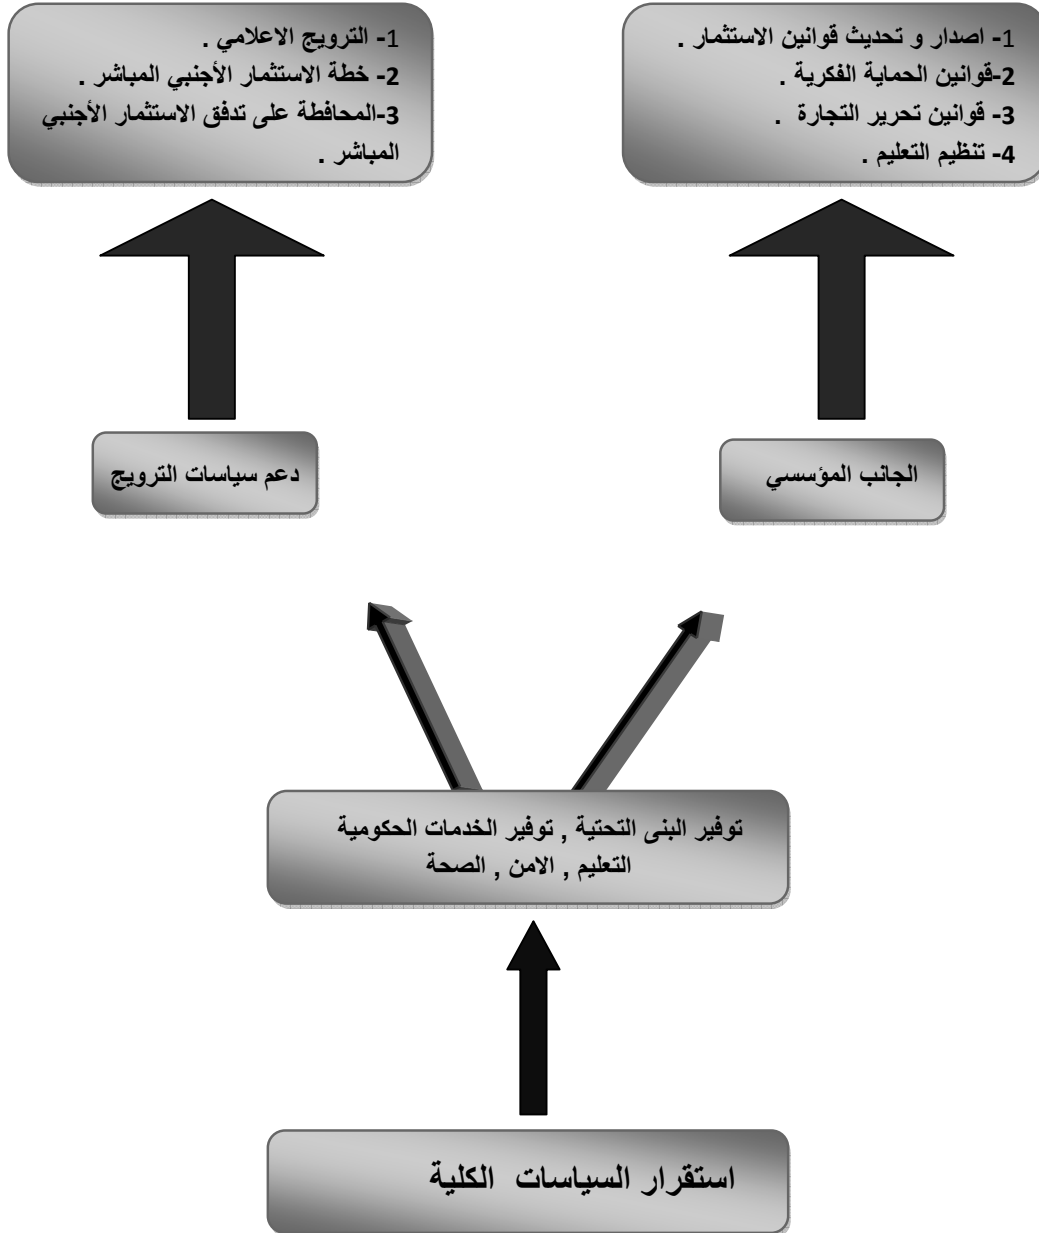 1- اصدار و تحديث قوانين الاستثمار .
2-قوانين الحماية الفكرية .
3- قوانين تحرير التجارة .
4- تنظيم التعليم .
1- الترويج الاعلامي .
2- خطة الاستثمار الأجنبي المباشر .
3-المحافطة على تدفق الاستثمار الأجنبي
المباشر .
الجانب المؤسسي
دعم سياسات الترويج
توفير البنى التحتية , توفير الخدمات الحكومية
التعليم , الامن , الصحة
استقرار السياسات الكلية